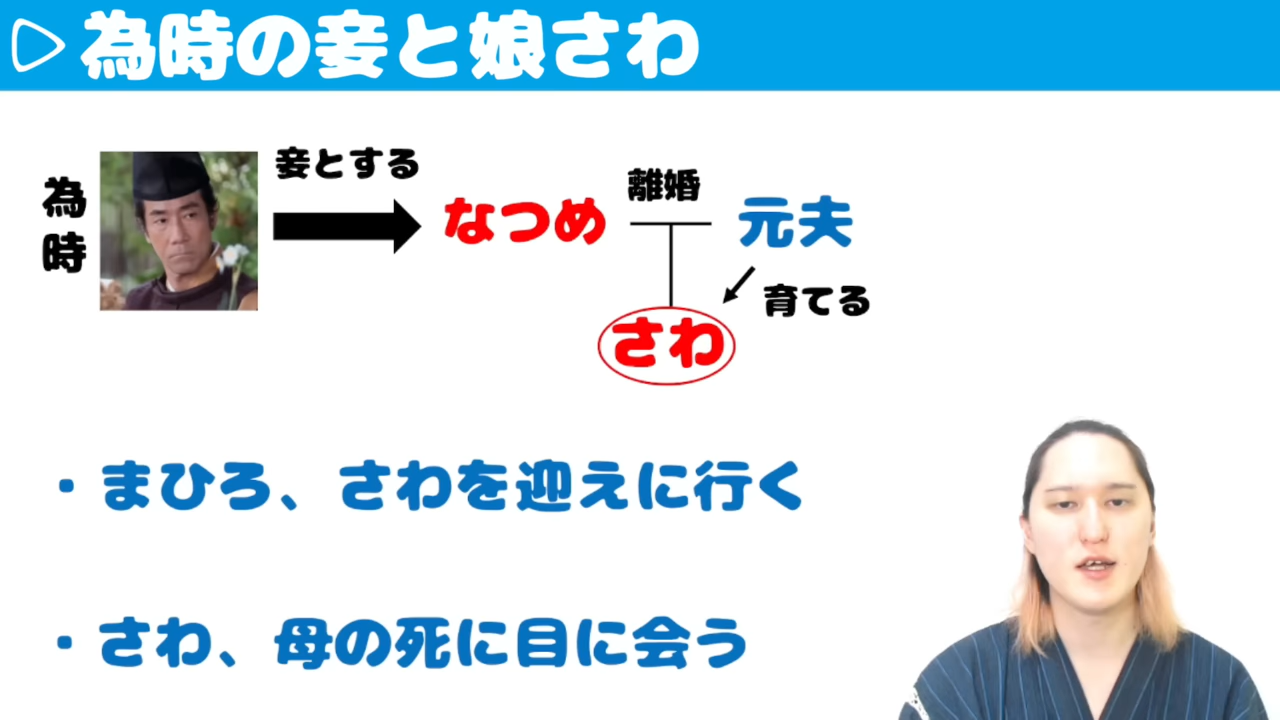 為時の妾と娘さわ
為時
妾とする
なつめ
離婚
元夫
育てる
さわ
・まひろ、さわを迎えに行く
・さわ、母の死に目に会う